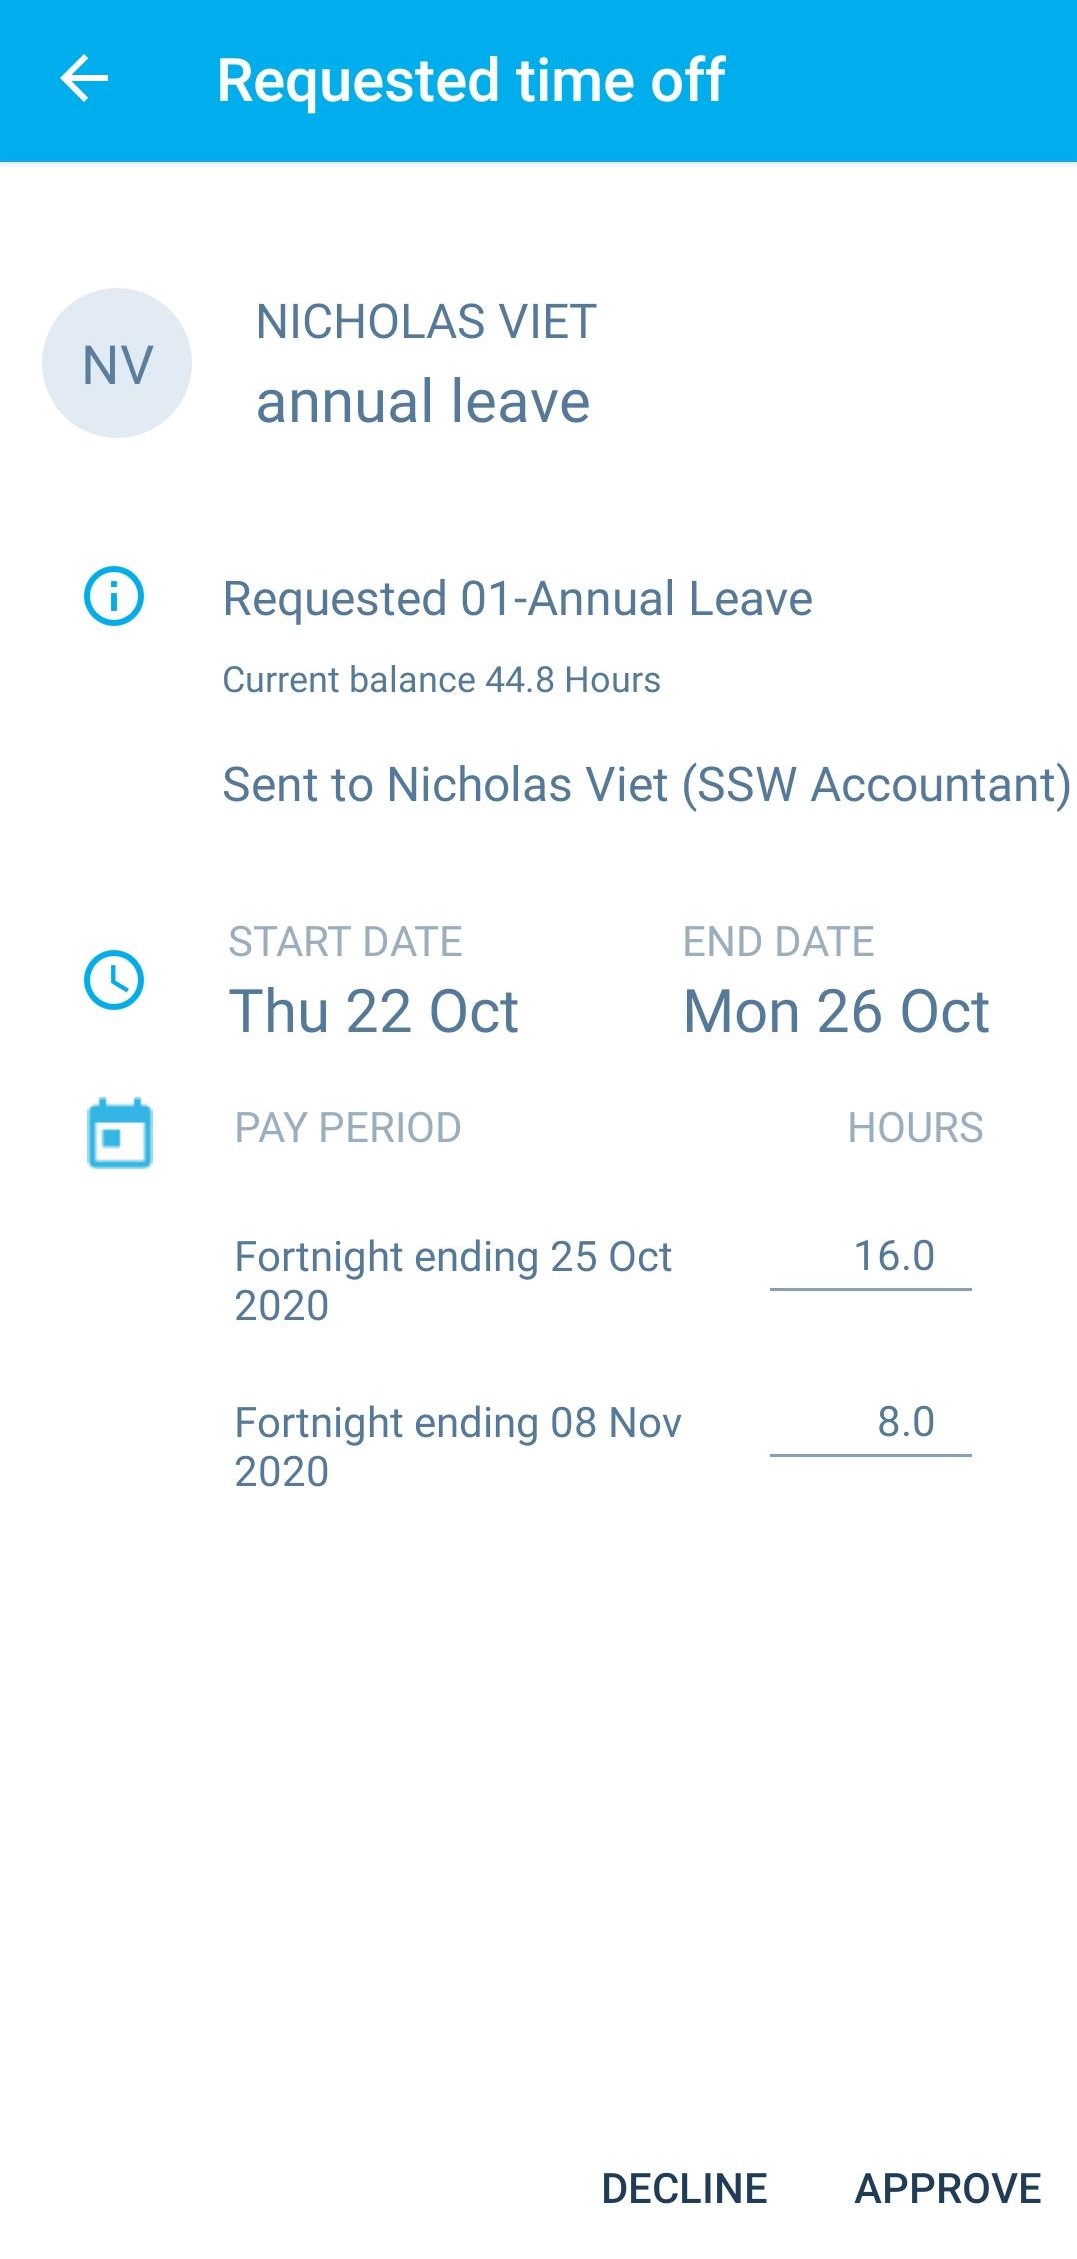 Requested time off
NV
NICHOLAS VIET
annual leave
Requested 01-Annual Leave
Current balance 44.8 Hours
Sent to Nicholas Viet (SSW Accountant)
START DATE
END DATE
Thu 22 Oct
Mon 26 Oct
PAY PERIOD
HOURS
Fortnight ending 25 Oct
2020
16.0
Fortnight ending 08 Nov
2020
8.0
DECLINE
APPROVE